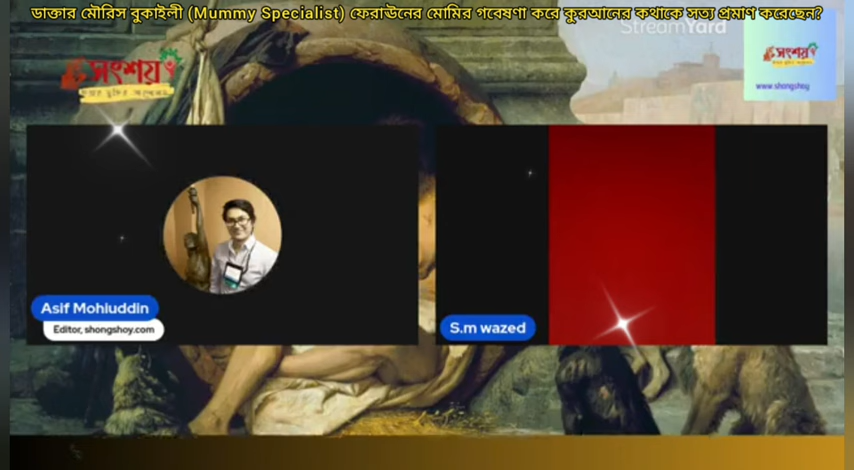 ডাক্তার মৌরিস বুকাইলী (Mummy Specialist) ফেরাউনের মোমির গবেষণা করে কুরআনের কথাকে সত্য প্রমাণ করেছেন?
StreamYard
সংশয়
সংশয়
www.shongshoy
Asif Mohiuddin
Editor, shongshoy.com
S.m wazed